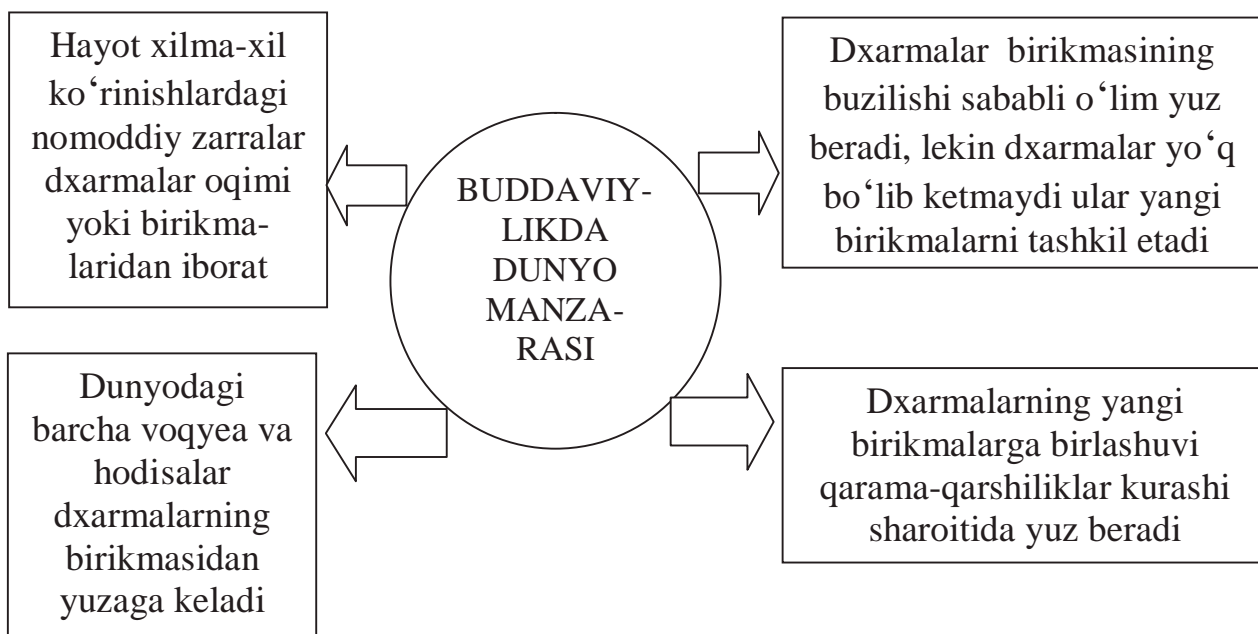 Hayot xilma-xil
ko‘rinishlardagi
nomoddiy zarralar
dxarmalar oqimi
yoki birikma-
laridan iborat
BUDDAVIY-
LIKDA
DUNYO
MANZA-
RASI
Dxarmalar birikmasining
buzilishi sababli o‘lim yuz
beradi, lekin dxarmalar yo‘q
bo‘lib ketmaydi ular yangi
birikmalarni tashkil etadi
Dunyodagi
barcha voqyea va
hodisalar
dxarmalarning
birikmasidan
yuzaga keladi
Dxarmalarning yangi
birikmalarga birlashuvi
qarama-qarshiliklar kurashi
sharoitida yuz beradi